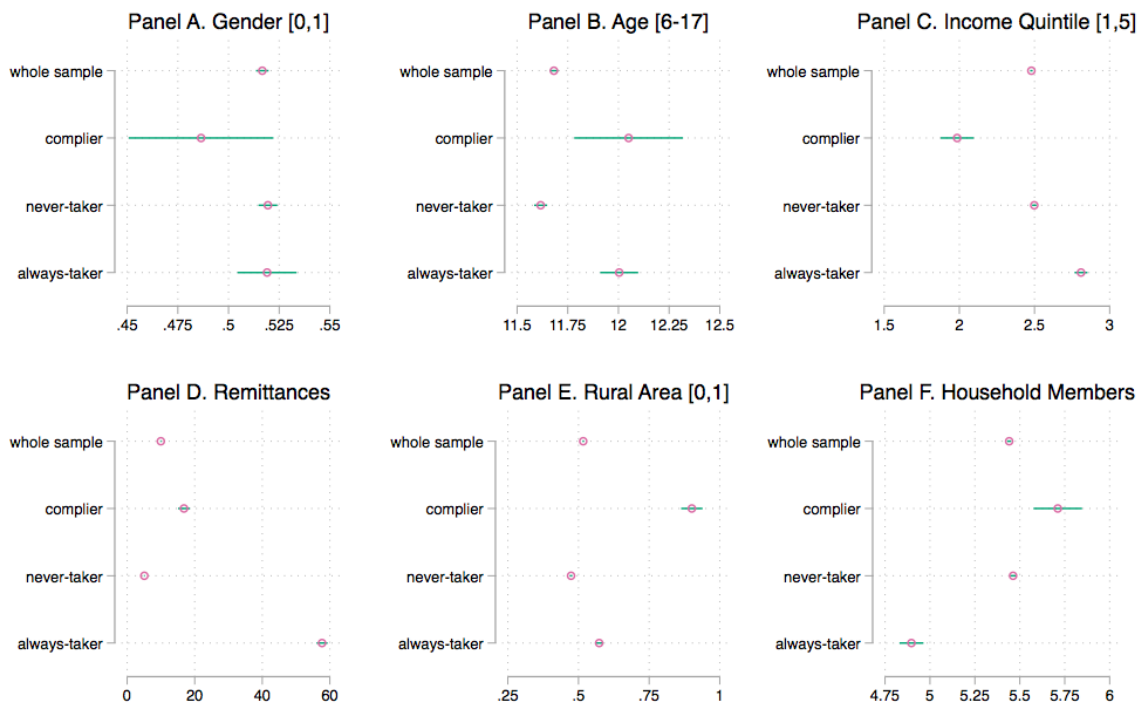 Panel A. Gender [0,1]
whole sample
complier
never-taker
always-taker
.45 .475 .5 .525 .55
Panel B. Age [6-17]
whole sample
complier
never-taker
always-taker
11.5 11.75 12 12.25 12.5
Panel C. Income Quintile [1,5]
whole sample
complier
never-taker
always-taker
1.5 2 2.5 3
Panel D. Remittances
whole sample
complier
never-taker
always-taker
0 20 40 60
Panel E. Rural Area [0,1]
whole sample
complier
never-taker
always-taker
.25 .5 .75 1
Panel F. Household Members
whole sample
complier
never-taker
always-taker
4.75 5 5.25 5.5 5.75 6